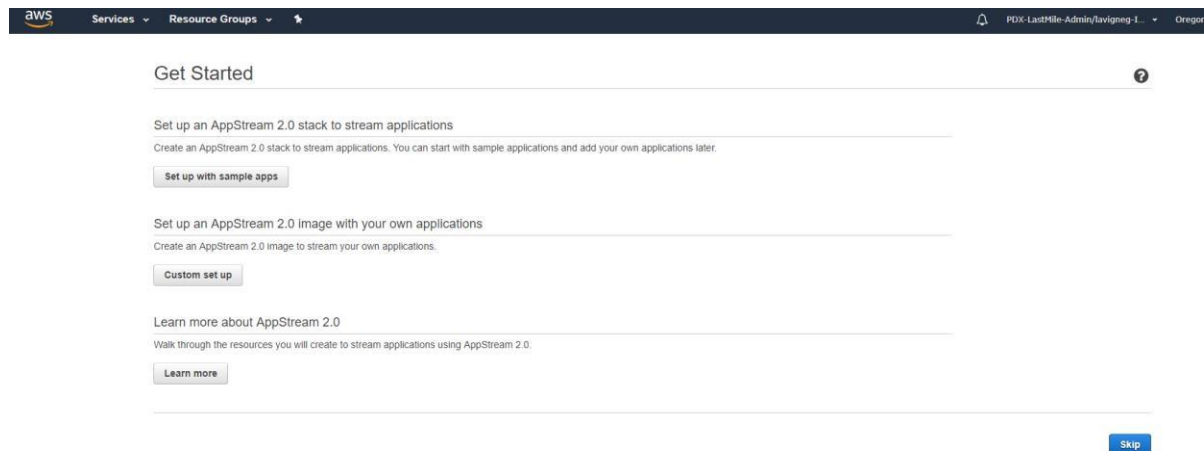 aws Services Resource Groups PDX-LastMile-Admin/lavigneg-I... Oregon
Get Started
Set up an AppStream 2.0 stack to stream applications
Create an AppStream 2.0 stack to stream applications. You can start with sample applications and add your own applications later.
Set up with sample apps
Set up an AppStream 2.0 image with your own applications
Create an AppStream 2.0 image to stream your own applications.
Custom set up
Learn more about AppStream 2.0
Walk through the resources you will create to stream applications using AppStream 2.0.
Learn more
Skip